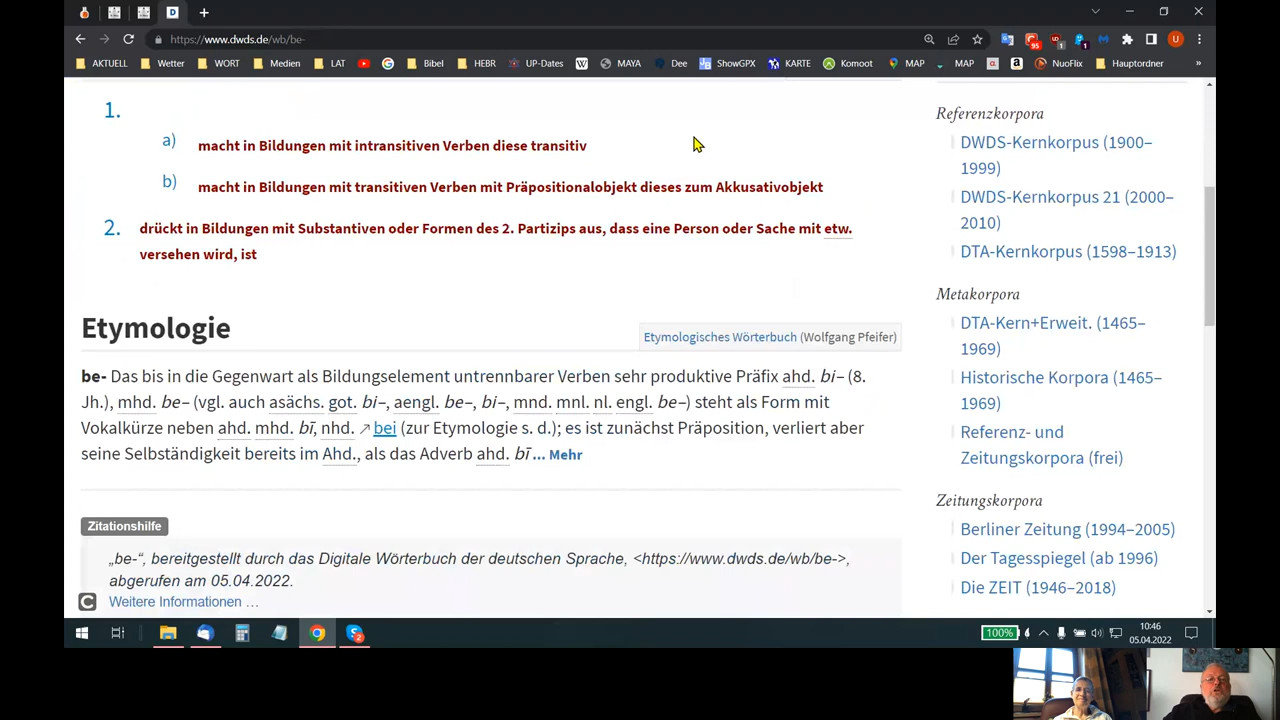 https://www.dwds.de/wb/be-
AKTUELL Wetter WORT Medien LAT Bibel HEBR UP-Dates MAYA Dee ShowGPX KARTE Komoot MAP MAP NuoFlix Hauptordner »
1.
a) macht in Bildungen mit intransitiven Verben diese transitiv
b) macht in Bildungen mit transitiven Verben mit Präpositionalobjekt dieses zum Akkusativobjekt
2. drückt in Bildungen mit Substantiven oder Formen des 2. Partizips aus, dass eine Person oder Sache mit etw.
versehen wird, ist
Etymologie
Etymologisches Wörterbuch (Wolfgang Pfeifer)
be- Das bis in die Gegenwart als Bildungselement untrennbarer Verben sehr produktive Präfix ahd. bi– (8.
Jh.), mhd. be– (vgl. auch asächs. got. bi–, aengl. be–, bi–, mnd. mnl. nl. engl. be–) steht als Form mit
Vokalkürze neben ahd. mhd. bī, nhd. ↗ bei (zur Etymologie s. d.); es ist zunächst Präposition, verliert aber
seine Selbständigkeit bereits im Ahd., als das Adverb ahd. bī ... Mehr
Zitationshilfe
„be-“, bereitgestellt durch das Digitale Wörterbuch der deutschen Sprache, <https://www.dwds.de/wb/be->,
abgerufen am 05.04.2022.
Weitere Informationen …
Referenzkorpora
DWDS-Kernkorpus (1900–
1999)
DWDS-Kernkorpus 21 (2000–
2010)
DTA-Kernkorpus (1598–1913)
Metakorpora
DTA-Kern+Erweit. (1465–
1969)
Historische Korpora (1465–
1969)
Referenz- und
Zeitungskorpora (frei)
Zeitungskorpora
Berliner Zeitung (1994–2005)
Der Tagesspiegel (ab 1996)
Die ZEIT (1946–2018)
100%
10:46
05.04.2022